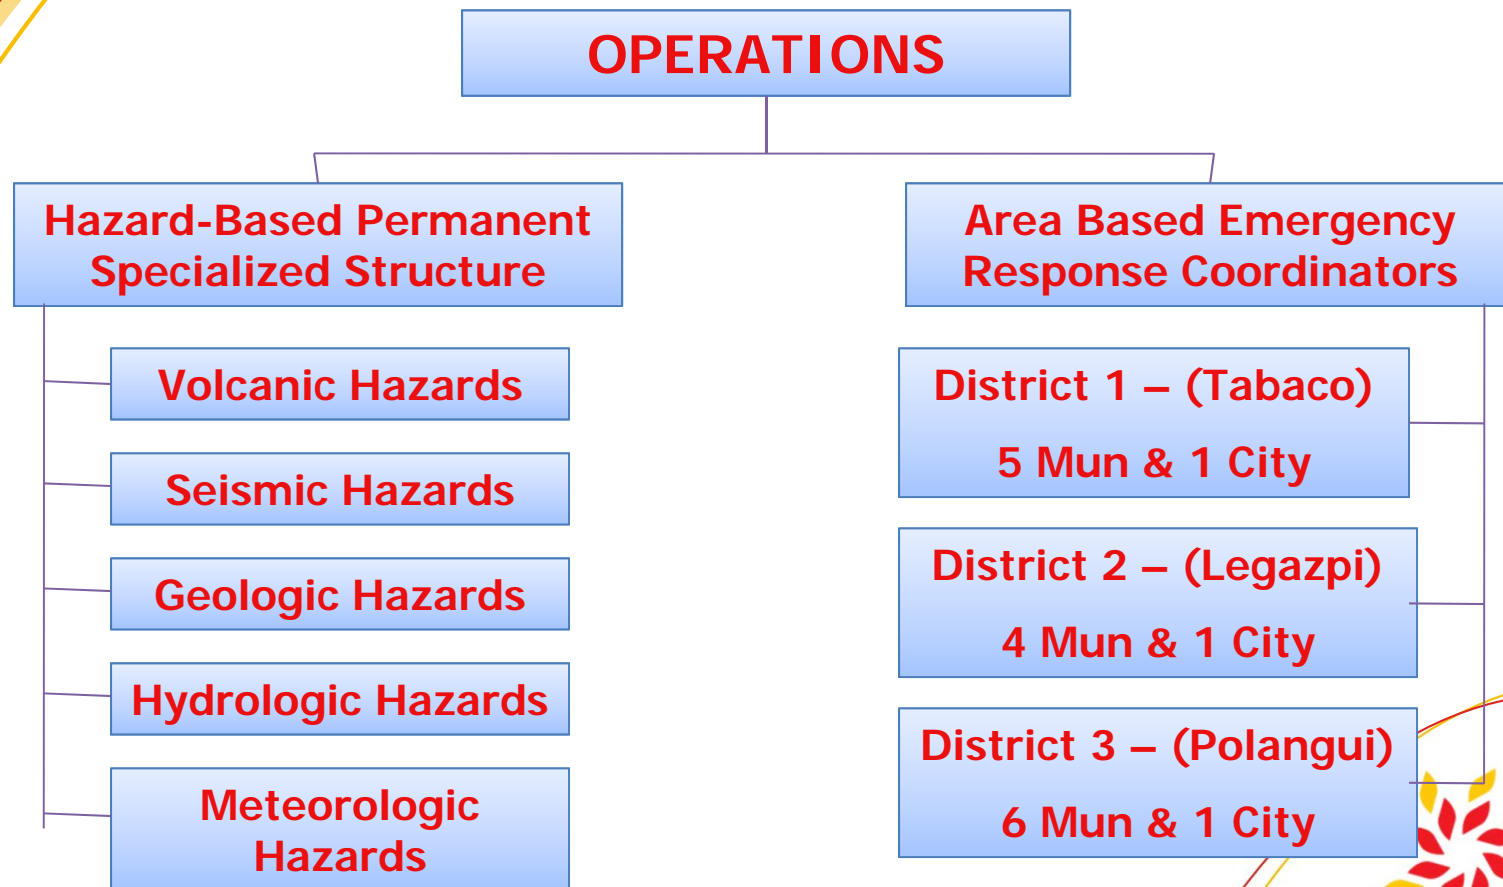 OPERATIONS
Hazard-Based Permanent
Specialized Structure
Volcanic Hazards
Seismic Hazards
Geologic Hazards
Hydrologic Hazards
Meteorologic
Hazards
Area Based Emergency
Response Coordinators
District 1 – (Tabaco)
5 Mun & 1 City
District 2 – (Legazpi)
4 Mun & 1 City
District 3 – (Polangui)
6 Mun & 1 City